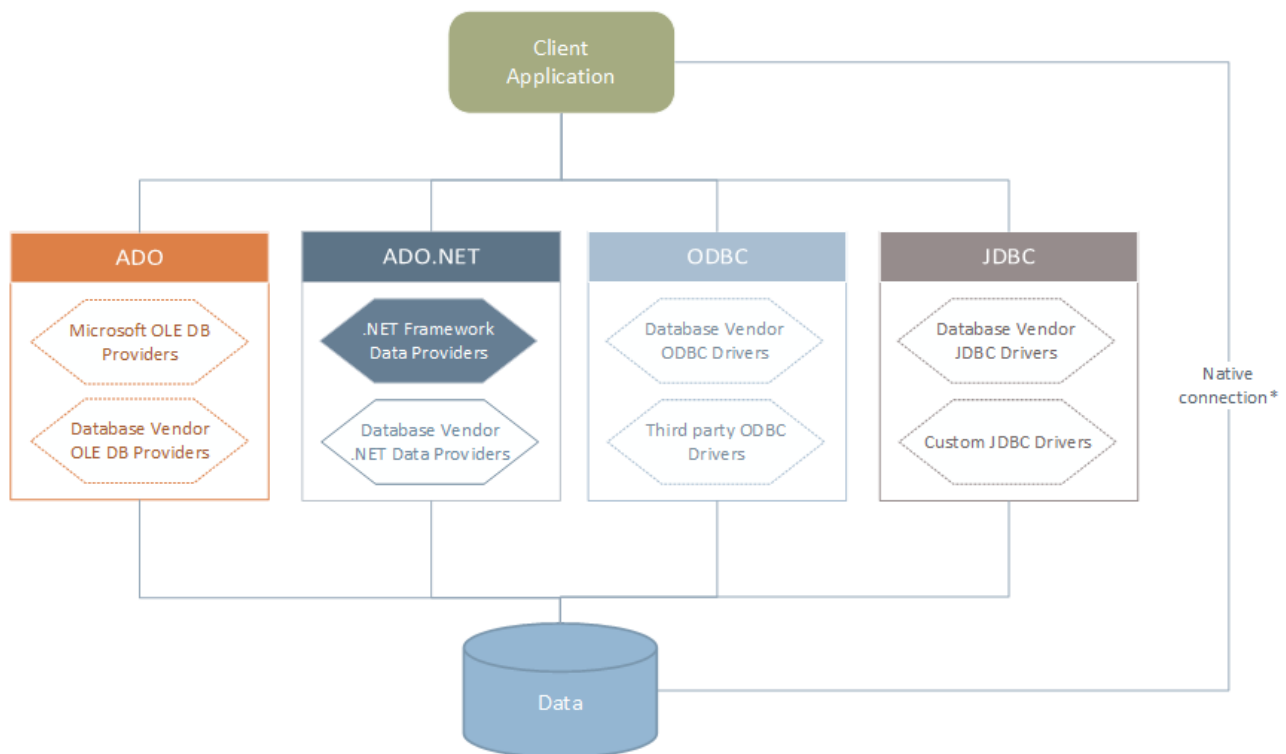 Client
Application
ADO
ADO.NET
ODBC
JDBC
Microsoft OLE DB
Providers
.NET Framework
Data Providers
Database Vendor
ODBC Drivers
Database Vendor
JDBC Drivers
Native
connection*
Database Vendor
OLE DB Providers
Database Vendor
.NET Data Providers
Third party ODBC
Drivers
Custom JDBC Drivers
Data